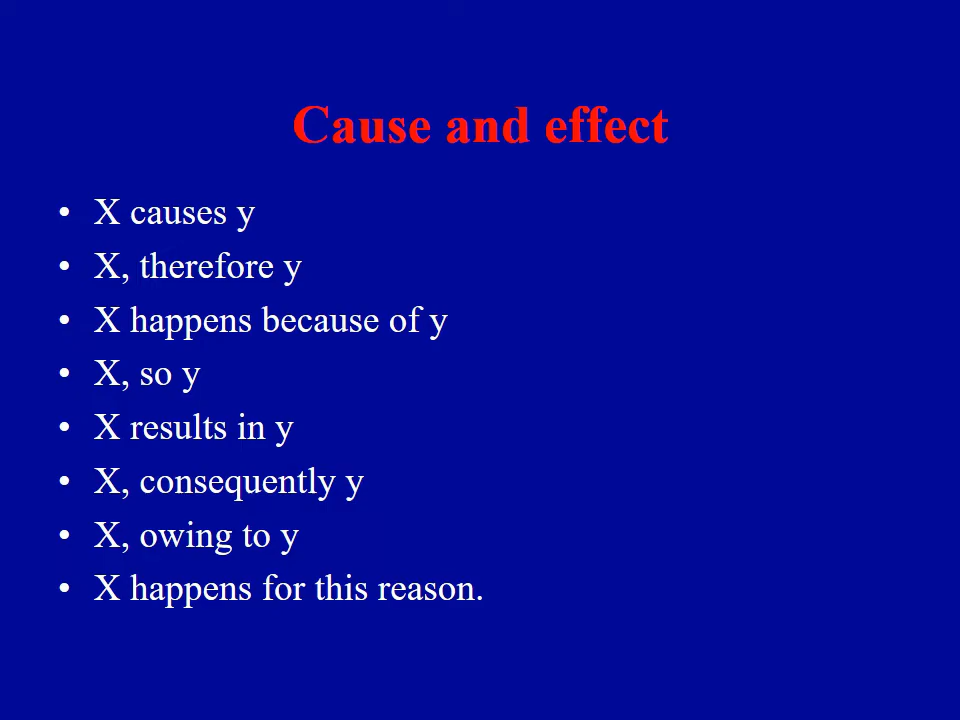 Cause and effect
• X causes y
• X, therefore y
• X happens because of y
• X, so y
• X results in y
• X, consequently y
• X, owing to y
• X happens for this reason.